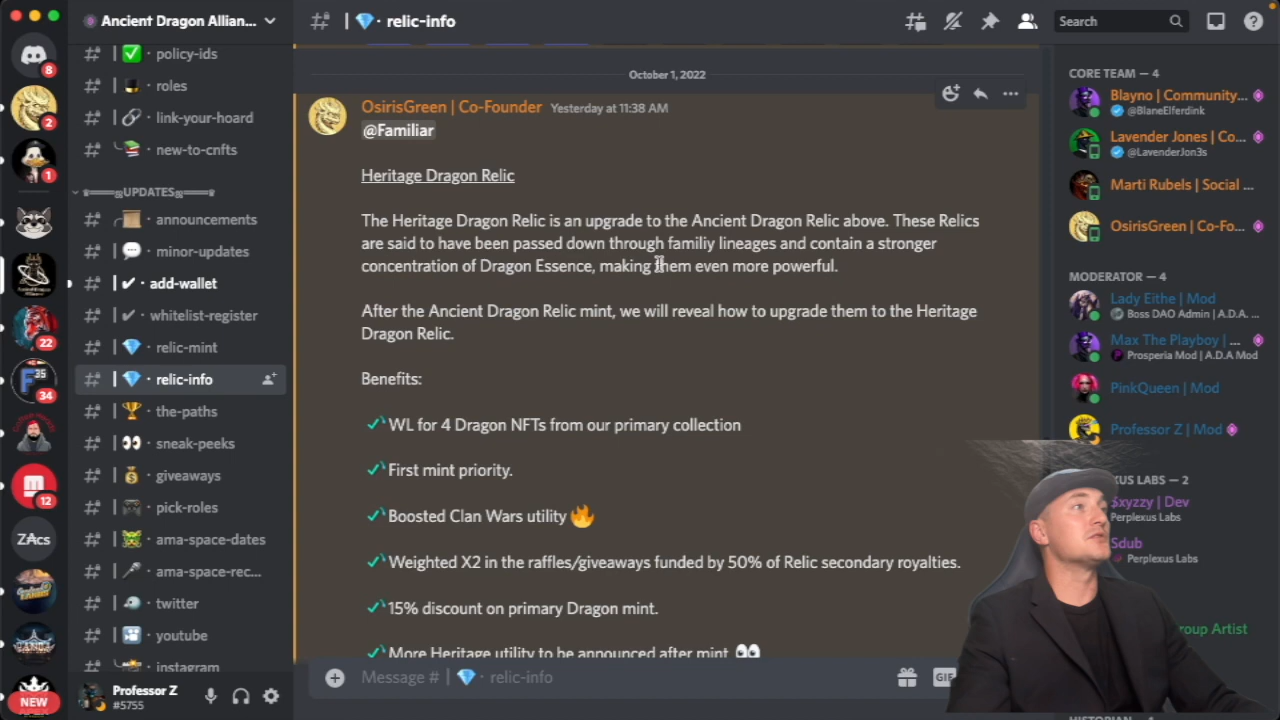 Ancient Dragon Allian...
relic-info
Search
policy-ids
roles
link-your-hoard
new-to-cnfts
UPDATES
announcements
minor-updates
add-wallet
whitelist-register
relic-mint
relic-info
the-paths
sneak-peeks
giveaways
pick-roles
ama-space-dates
ama-space-rec...
twitter
youtube
instagram
Professor Z
#5755
8
2
1
22
34
12
ZAcs
NEW
October 1, 2022
OsirisGreen | Co-Founder Yesterday at 11:38 AM
@Familiar
Heritage Dragon Relic
The Heritage Dragon Relic is an upgrade to the Ancient Dragon Relic above. These Relics
are said to have been passed down through familiy lineages and contain a stronger
concentration of Dragon Essence, making them even more powerful.
After the Ancient Dragon Relic mint, we will reveal how to upgrade them to the Heritage
Dragon Relic.
Benefits:
WL for 4 Dragon NFTs from our primary collection
First mint priority.
Boosted Clan Wars utility
Weighted X2 in the raffles/giveaways funded by 50% of Relic secondary royalties.
15% discount on primary Dragon mint.
More Heritage utility to be announced after mint
Message # | relic-info
GIF
CORE TEAM — 4
Blayno | Community...
@BlaneElferdink
Lavender Jones | Co...
@LavenderJon3s
Marti Rubels | Social ...
OsirisGreen | Co-Fo...
MODERATOR — 4
Lady Eithe | Mod
Boss DAO Admin | A.D.A. ...
Max The Playboy | ...
Prosperia Mod | A.D.A Mod
PinkQueen | Mod
Professor Z | Mod
XUS LABS — 2
Sxyzzy | Dev
Perplexus Labs
Sdub
Perplexus Labs
roup Artist